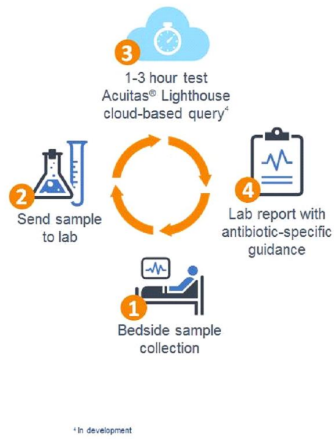 3
1-3 hour test
Acuitas® Lighthouse
cloud-based query⁴
2
Send sample
to lab
4
Lab report with
antibiotic-specific
guidance
1
Bedside sample
collection
⁴ In development